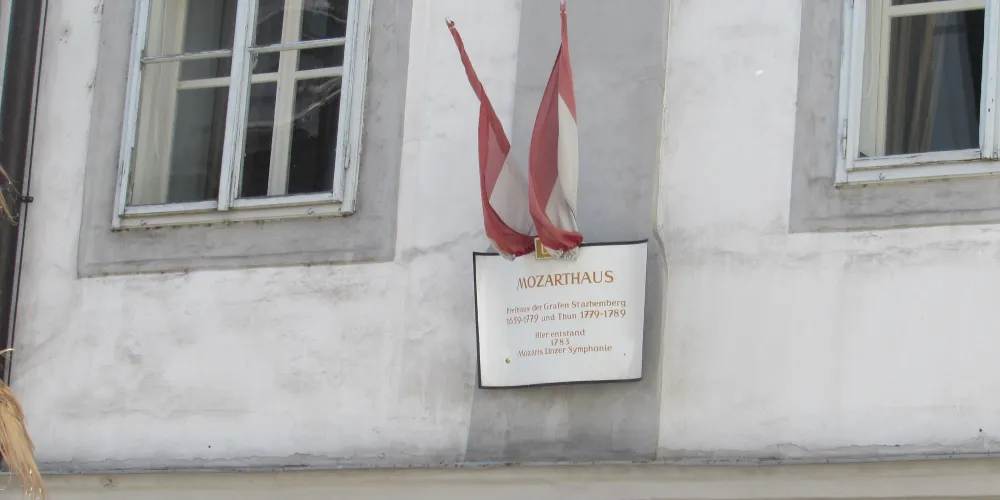 MOZARTHAUS
Freihaus der Grafen Starhemberg
1659-1779 und Thun 1779-1789
Hier entstand
1783
Mozarts Linzer Symphonie